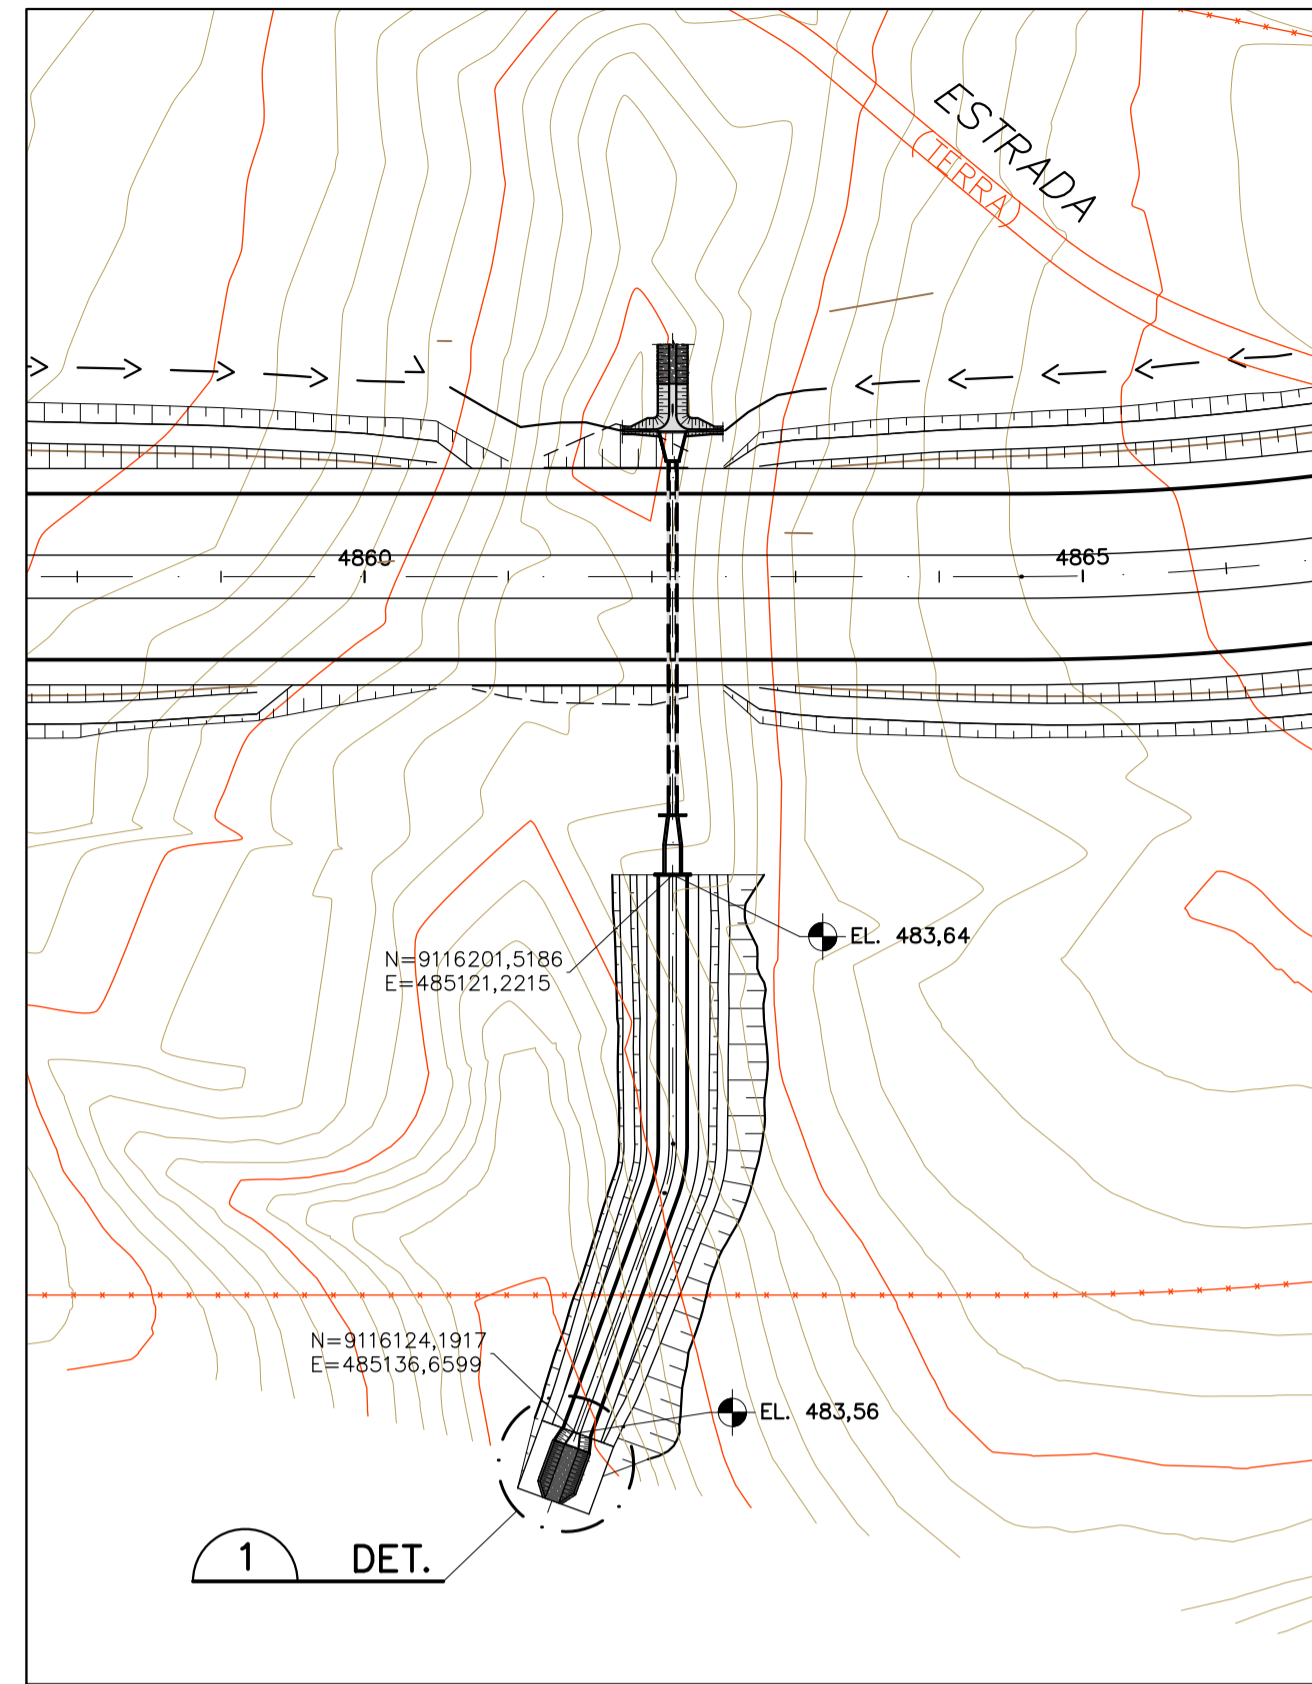 ESTRADA
(TERRA)
4860
4865
EL. 483,64
N=9116201,5186
E=485121,2215
N=9116124,1917
E=485136,6599
EL. 483,56
1 DET.